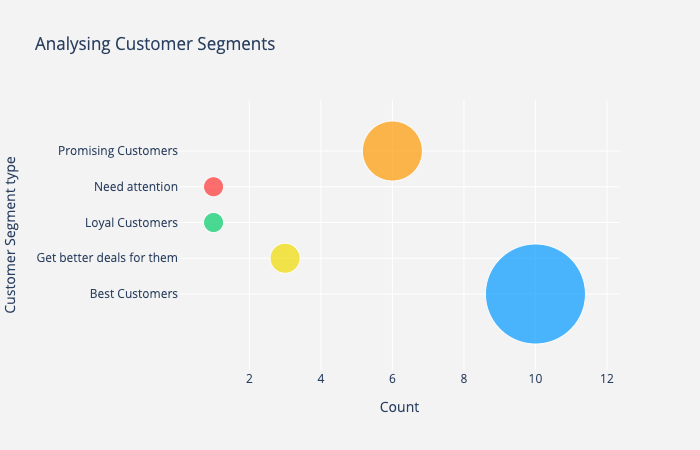 Analysing Customer Segments
Customer Segment type
Promising Customers
Need attention
Loyal Customers
Get better deals for them
Best Customers
2 4 6 8 10 12
Count